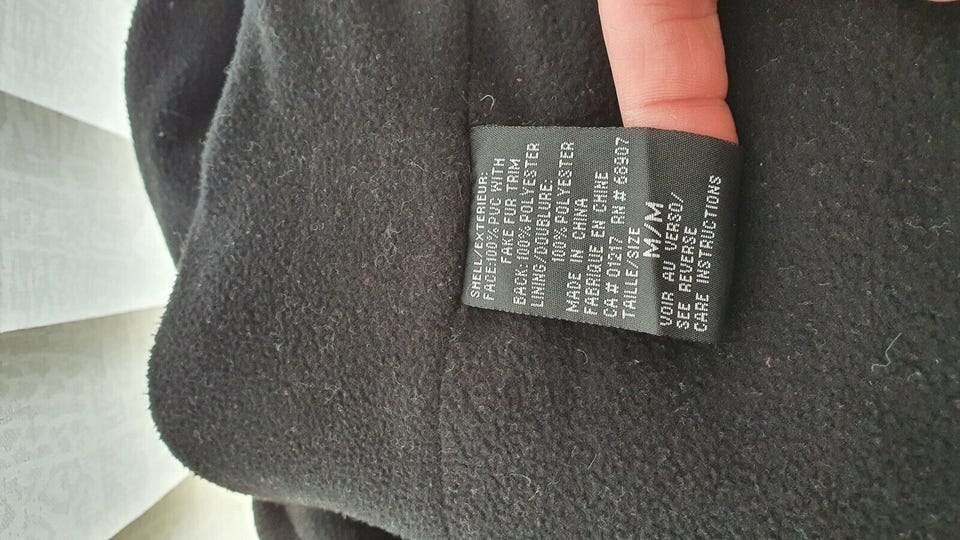 SHELL/EXTERIEUR:
FACE:100% PVC WITH
FAKE FUR TRIM
BACK:100% POLYESTER
LINING/DOUBLURE:
100% POLYESTER
MADE IN CHINA
FABRIQUE EN CHINE
CA# 01217 RN# 68907
TAILLE/SIZE
M/M
VOIR AU VERSO/
SEE REVERSE
CARE INSTRUCTIONS